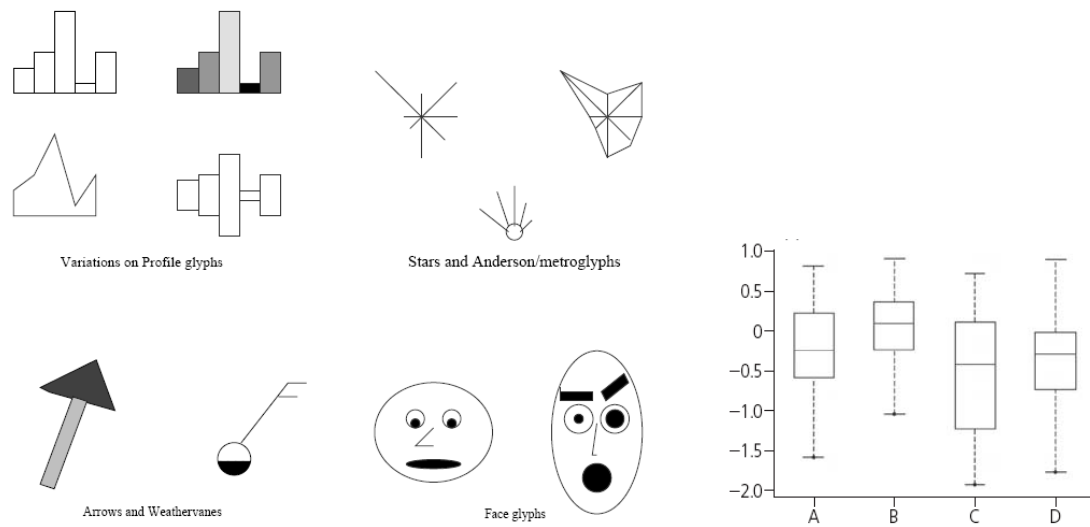 Variations on Profile glyphs
Stars and Anderson/metroglyphs
Arrows and Weathervanes
Face glyphs
1.0
0.5
0
−0.5
−1.0
−1.5
−2.0
A B C D